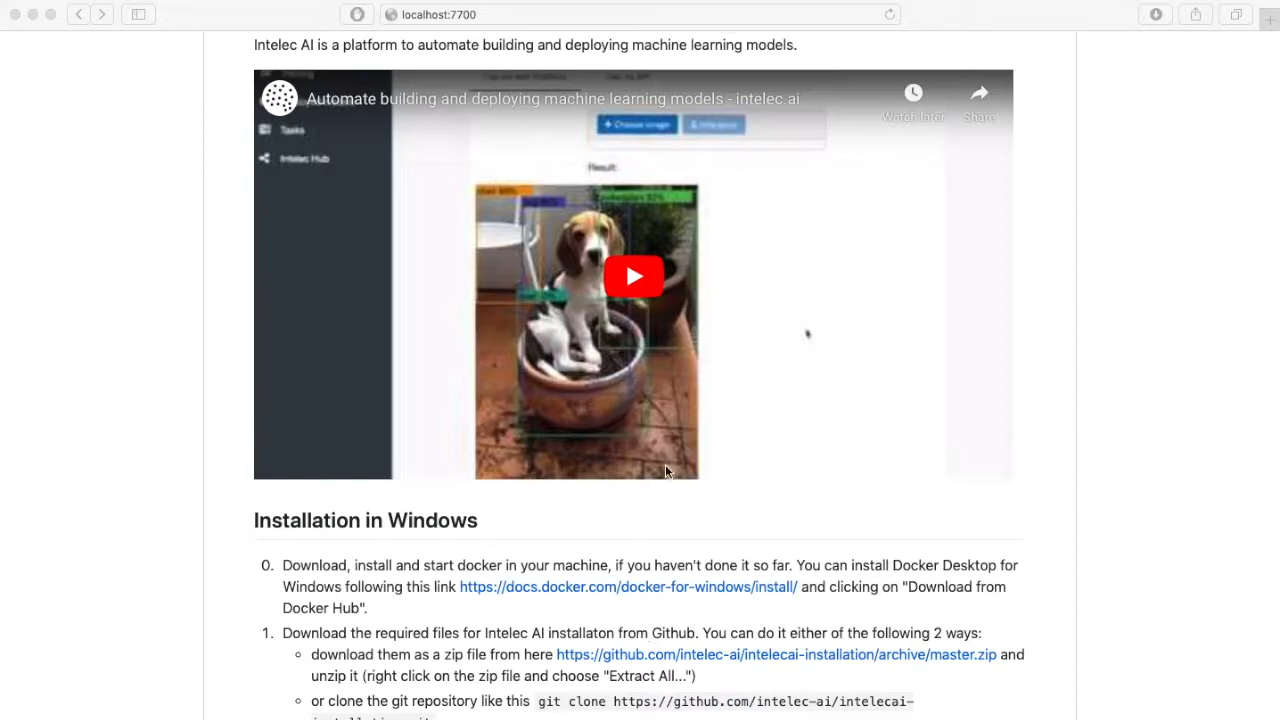 localhost:7700
Intelec AI is a platform to automate building and deploying machine learning models.
Automate building and deploying machine learning models - intelec.ai
Watch later
Share
Tasks
Intelec Hub
Choose image
Result:
Installation in Windows
0. Download, install and start docker in your machine, if you haven't done it so far. You can install Docker Desktop for
Windows following this link https://docs.docker.com/docker-for-windows/install/ and clicking on "Download from
Docker Hub".
1. Download the required files for Intelec AI installaton from Github. You can do it either of the following 2 ways:
download them as a zip file from here https://github.com/intelec-ai/intelecai-installation/archive/master.zip and
unzip it (right click on the zip file and choose "Extract All...")
or clone the git repository like this git clone https://github.com/intelec-ai/intelecai-